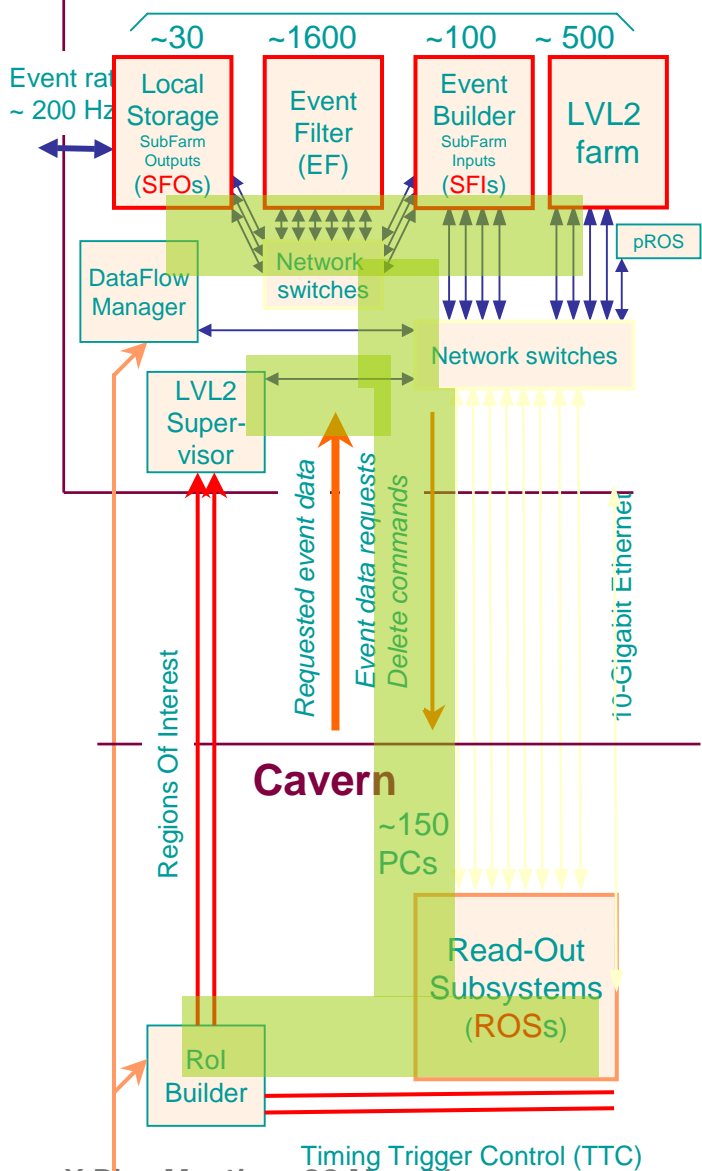 ~30
~1600
~100
~ 500
Event
~ 200 Hz
Local
Storage
SubFarm
Outputs
(SFOs)
Event
Filter
(EF)
Event
Builder
SubFarm
Inputs
(SFIs)
LVL2
farm
pROS
Network
switches
DataFlow
Manager
Network switches
LVL2
Super-
visor
Requested event data
Event data requests
Delete commands
10-Gigabit Ethernet
Regions Of Interest
Cavern
~150
PCs
Read-Out
Subsystems
(ROSs)
RoI
Builder
Timing Trigger Control (TTC)